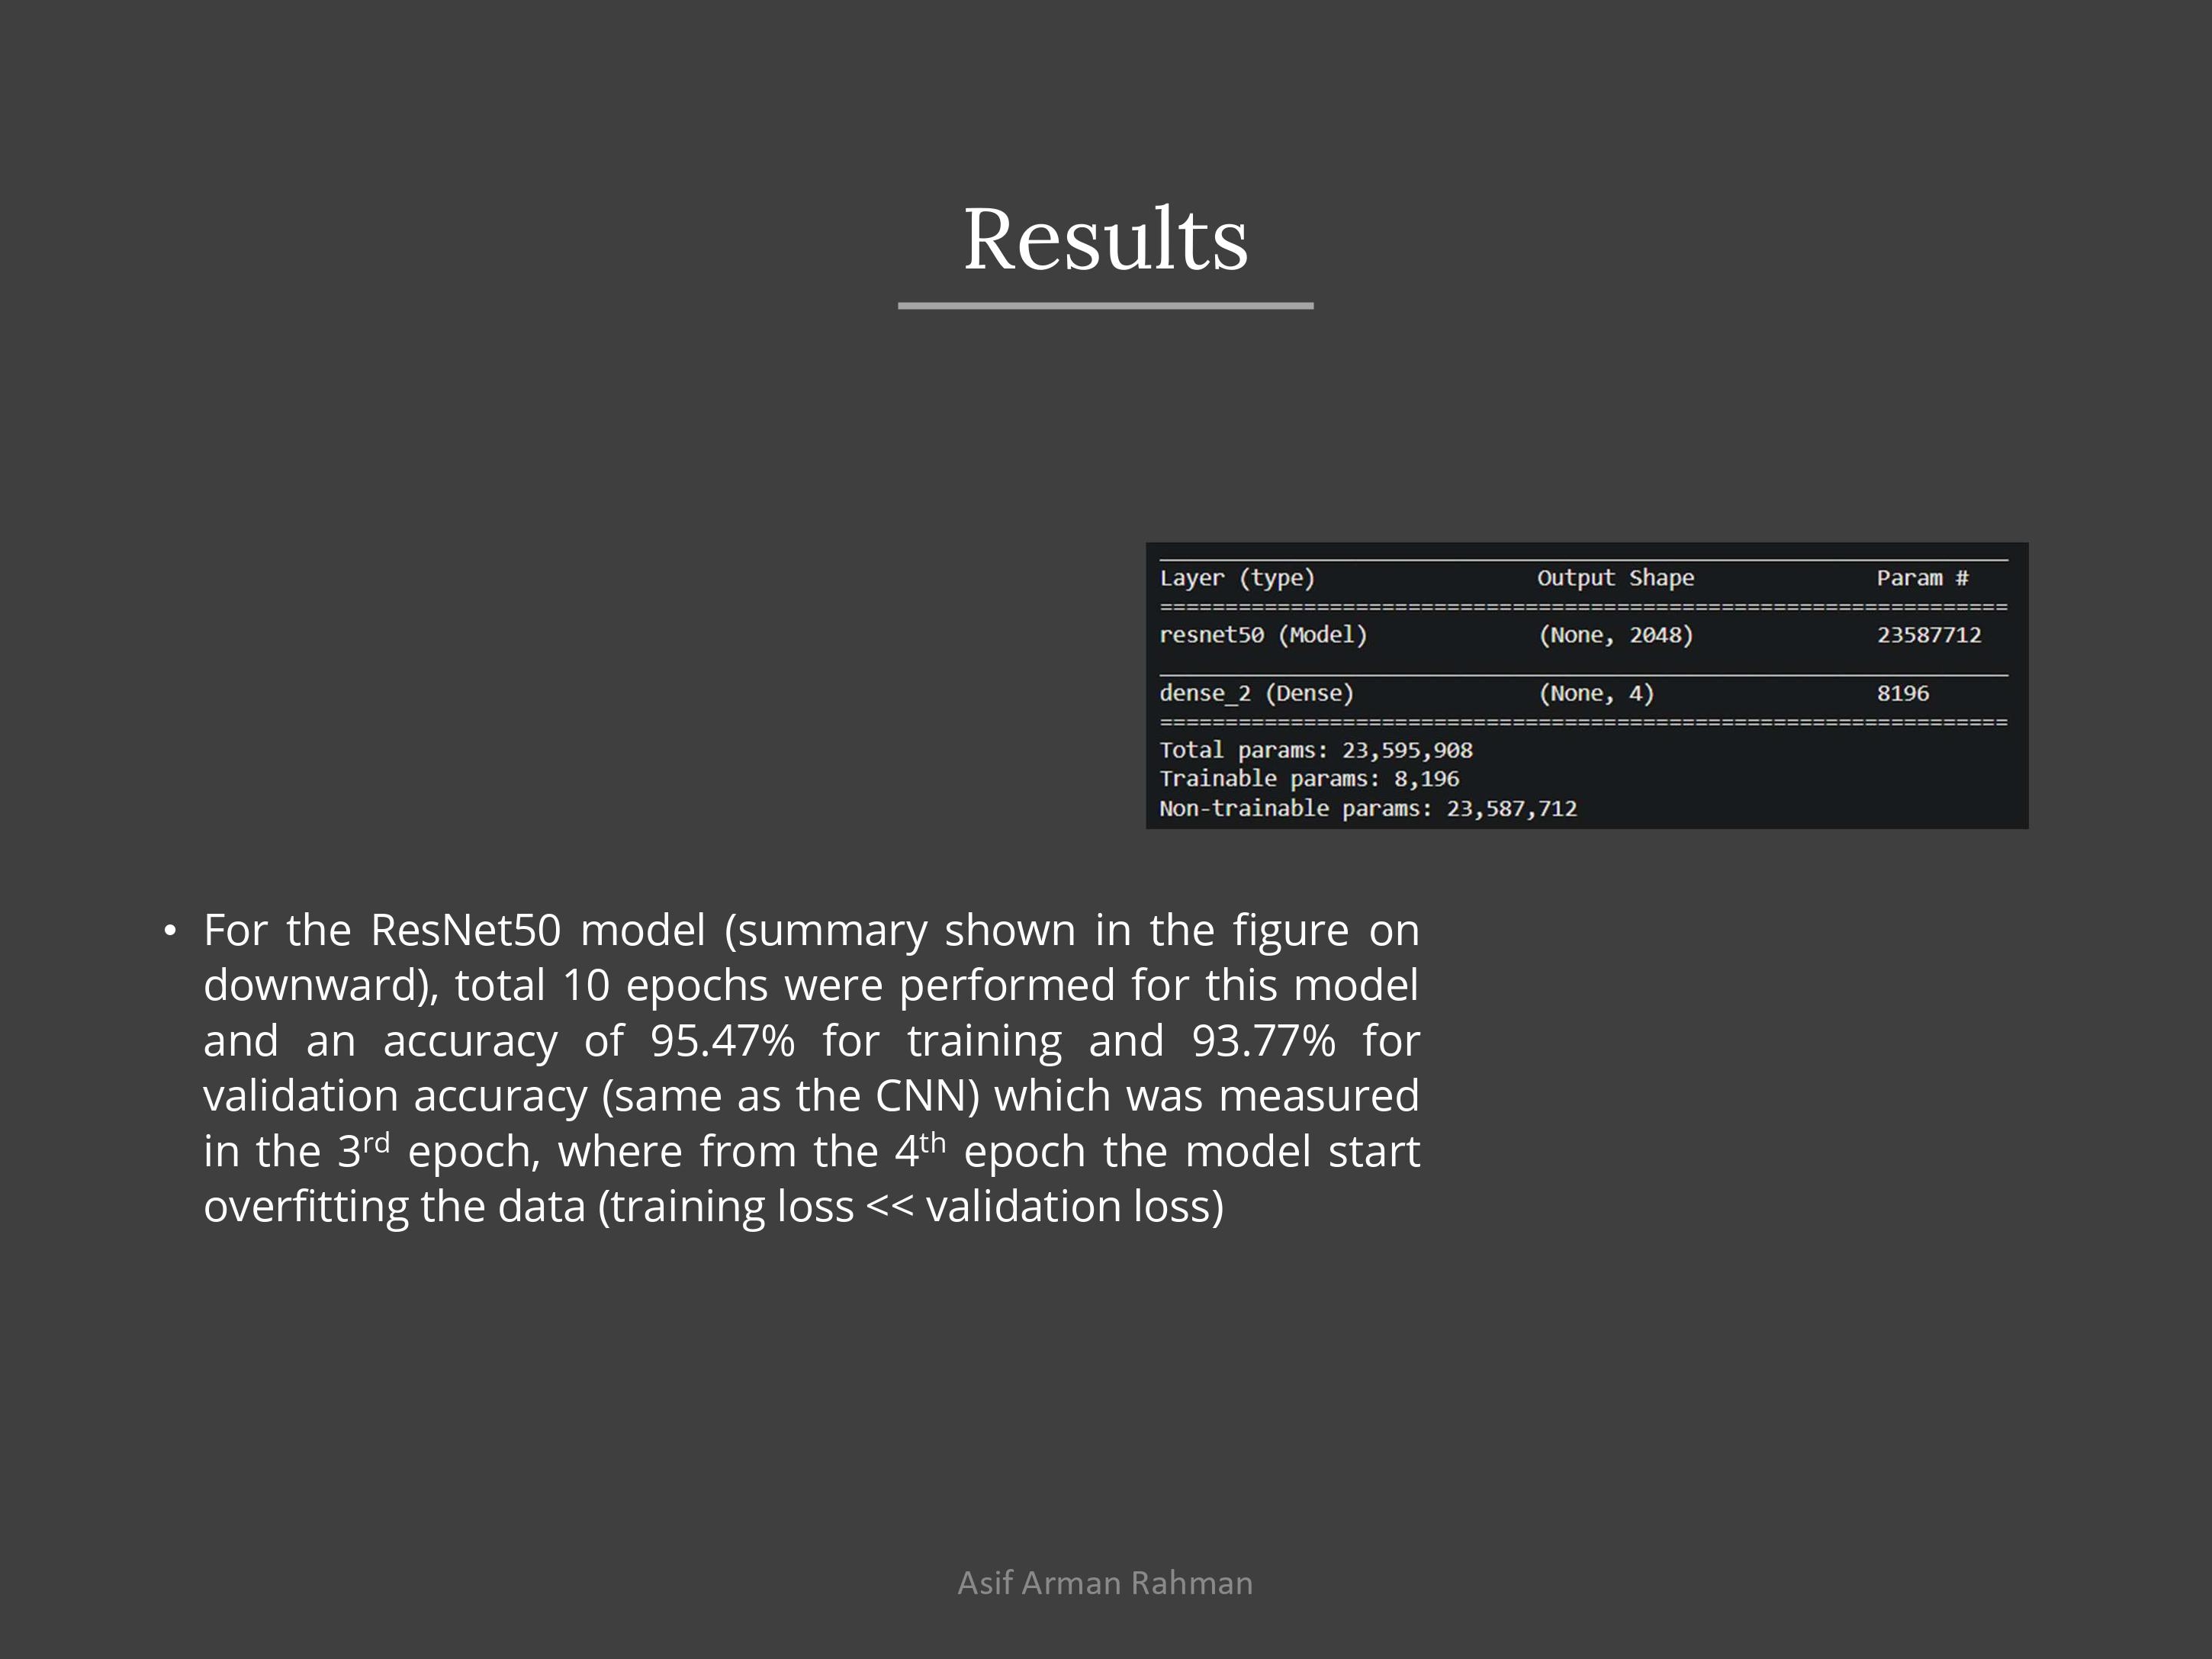 Results
Layer (type) Output Shape Param #
=================================================================
resnet50 (Model) (None, 2048) 23587712
dense_2 (Dense) (None, 4) 8196
=================================================================
Total params: 23,595,908
Trainable params: 8,196
Non-trainable params: 23,587,712
• For the ResNet50 model (summary shown in the figure on
downward), total 10 epochs were performed for this model
and an accuracy of 95.47% for training and 93.77% for
validation accuracy (same as the CNN) which was measured
in the 3rd epoch, where from the 4th epoch the model start
overfitting the data (training loss << validation loss)
Asif Arman Rahman